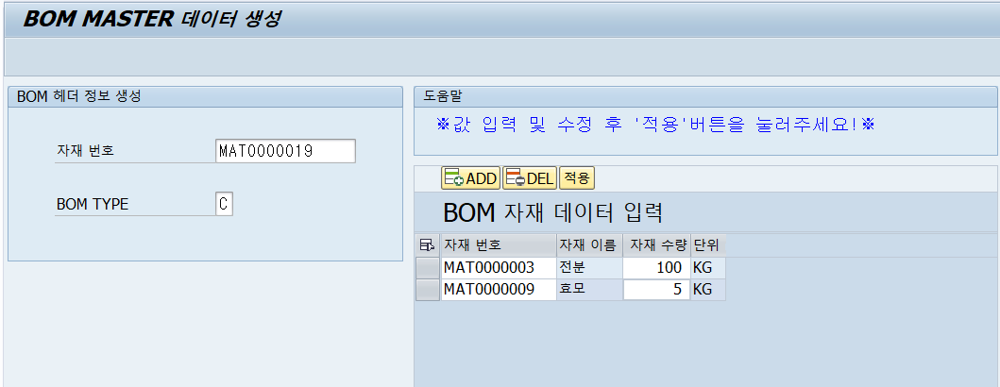 BOM MASTER 데이터 생성
BOM 헤더 정보 생성
자재 번호 MAT0000019
BOM TYPE C
도움말
※값 입력 및 수정 후 '적용'버튼을 눌러주세요!※
ADD DEL 적용
BOM 자재 데이터 입력
자재 번호 자재 이름 자재 수량 단위
MAT0000003 전분 100 KG
MAT0000009 효모 5 KG